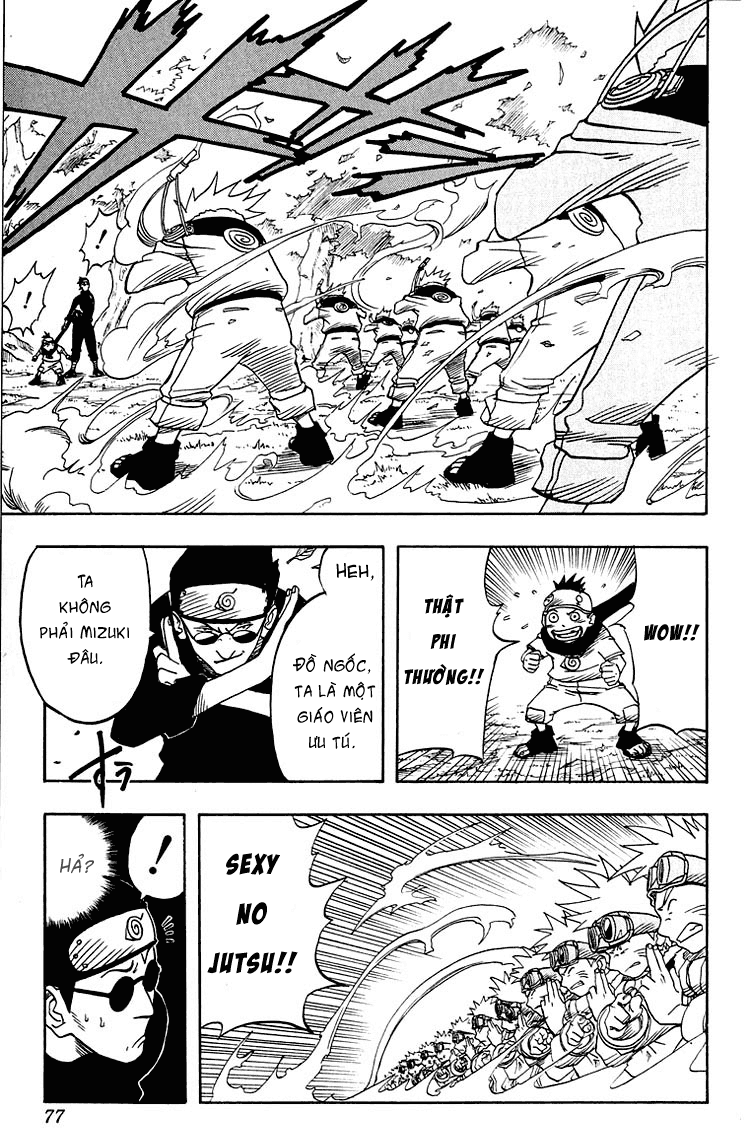 !
!
WOW!!
THẬT
PHI
THƯỜNG!!
HEH,
ĐỒ NGỐC,
TA LÀ MỘT
GIÁO VIÊN
ƯU TÚ.
TA
KHÔNG
PHẢI MIZUKI
ĐÂU.
SEXY
NO
JUTSU!!
!
HẢ?
77